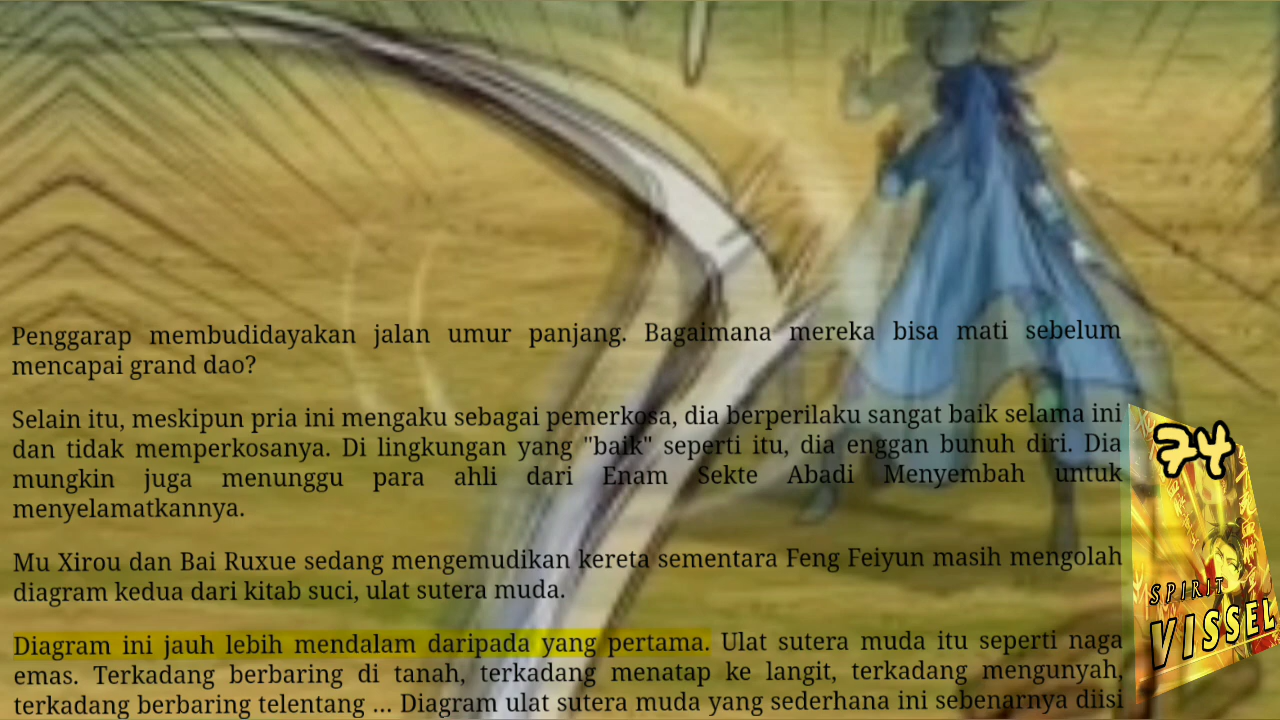 Penggarap membudidayakan jalan umur panjang. Bagaimana mereka bisa mati sebelum
mencapai grand dao?
Selain itu, meskipun pria ini mengaku sebagai pemerkosa, dia berperilaku sangat baik selama ini
dan tidak memperkosanya. Di lingkungan yang "baik" seperti itu, dia enggan bunuh diri. Dia
mungkin juga menunggu para ahli dari Enam Sekte Abadi Menyembah untuk
menyelamatkannya.
Mu Xirou dan Bai Ruxue sedang mengemudikan kereta sementara Feng Feiyun masih mengolah
diagram kedua dari kitab suci, ulat sutera muda.
Diagram ini jauh lebih mendalam daripada yang pertama. Ulat sutera muda itu seperti naga
emas. Terkadang berbaring di tanah, terkadang menatap ke langit, terkadang mengunyah,
terkadang berbaring telentang ... Diagram ulat sutera muda yang sederhana ini sebenarnya diisi
74
SPIRIT
VISSEL